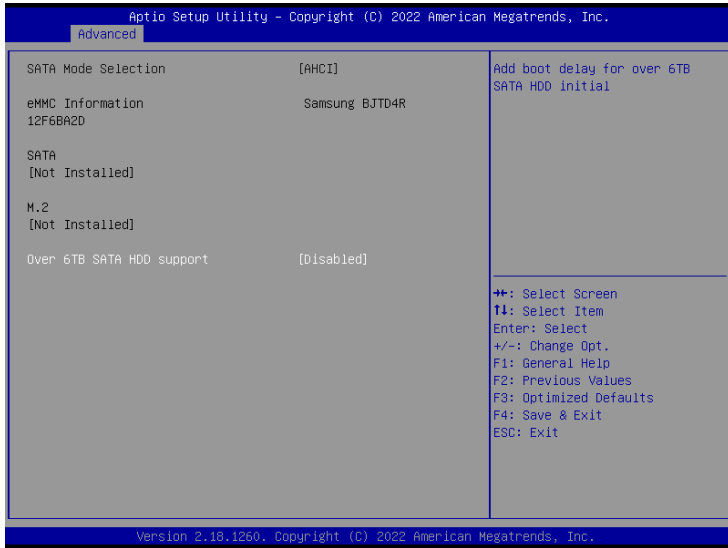 Aptio Setup Utility – Copyright (C) 2022 American Megatrends, Inc.
Advanced
SATA Mode Selection [AHCI]
eMMC Information Samsung BJTD4R
12F6BA2D
SATA
[Not Installed]
M.2
[Not Installed]
Over 6TB SATA HDD support [Disabled]
Add boot delay for over 6TB
SATA HDD initial
→←: Select Screen
↑↓: Select Item
Enter: Select
+/-: Change Opt.
F1: General Help
F2: Previous Values
F3: Optimized Defaults
F4: Save & Exit
ESC: Exit
Version 2.18.1260. Copyright (C) 2022 American Megatrends, Inc.